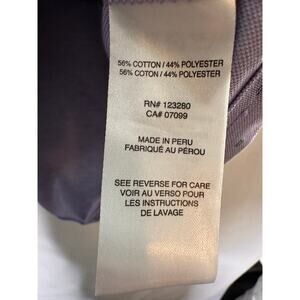 56% COTTON / 44% POLYESTER
56% COTON / 44% POLYESTER
RN# 123280
CA# 07099
MADE IN PERU
FABRIQUÉ AU PÉROU
SEE REVERSE FOR CARE
VOIR AU VERSO POUR
LES INSTRUCTIONS
DE LAVAGE